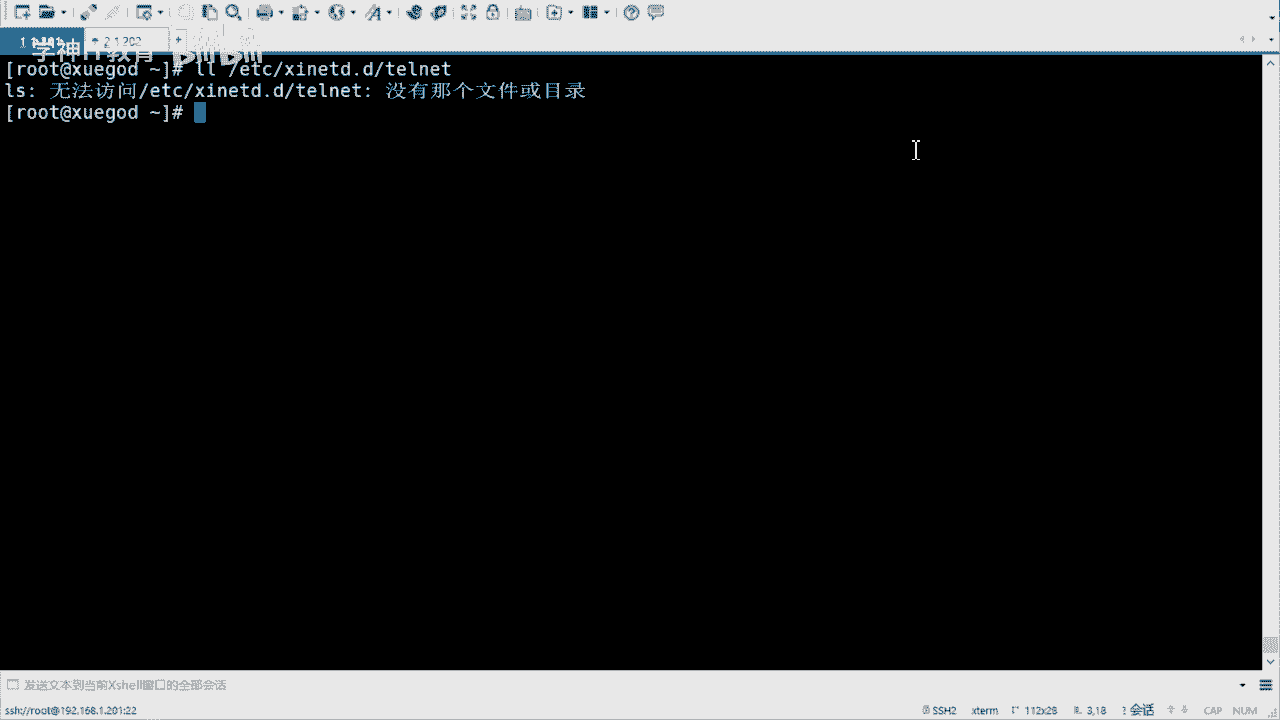 学神IT教育 bilibili
2 1.202 +
[root@xuegod ~]# ll /etc/xinetd.d/telnet
ls: 无法访问/etc/xinetd.d/telnet: 没有那个文件或目录
[root@xuegod ~]#
发送文本到当前Xshell窗口的全部会话
ssh://root@192.168.1.201:22 SSH2 xterm 112x28 3,18 1 会话 CAP NUM